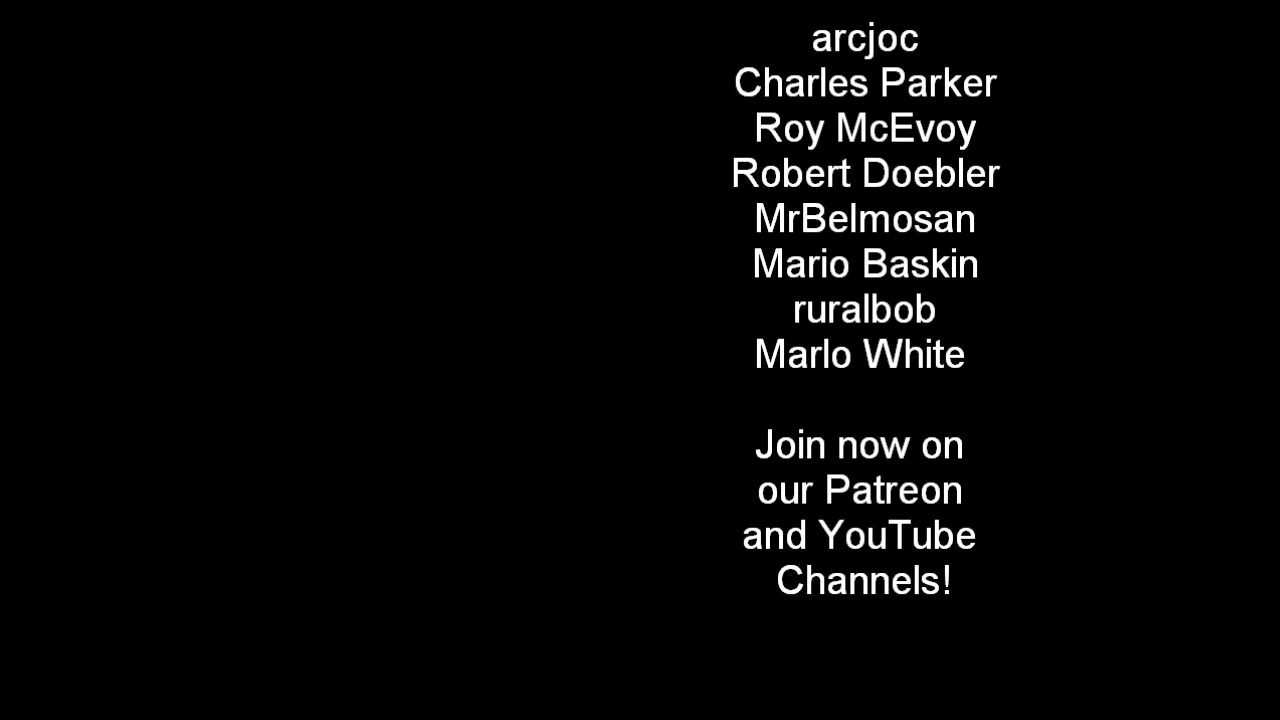 arcjoc
Charles Parker
Roy McEvoy
Robert Doebler
MrBelmosan
Mario Baskin
ruralbob
Marlo White
Join now on
our Patreon
and YouTube
Channels!